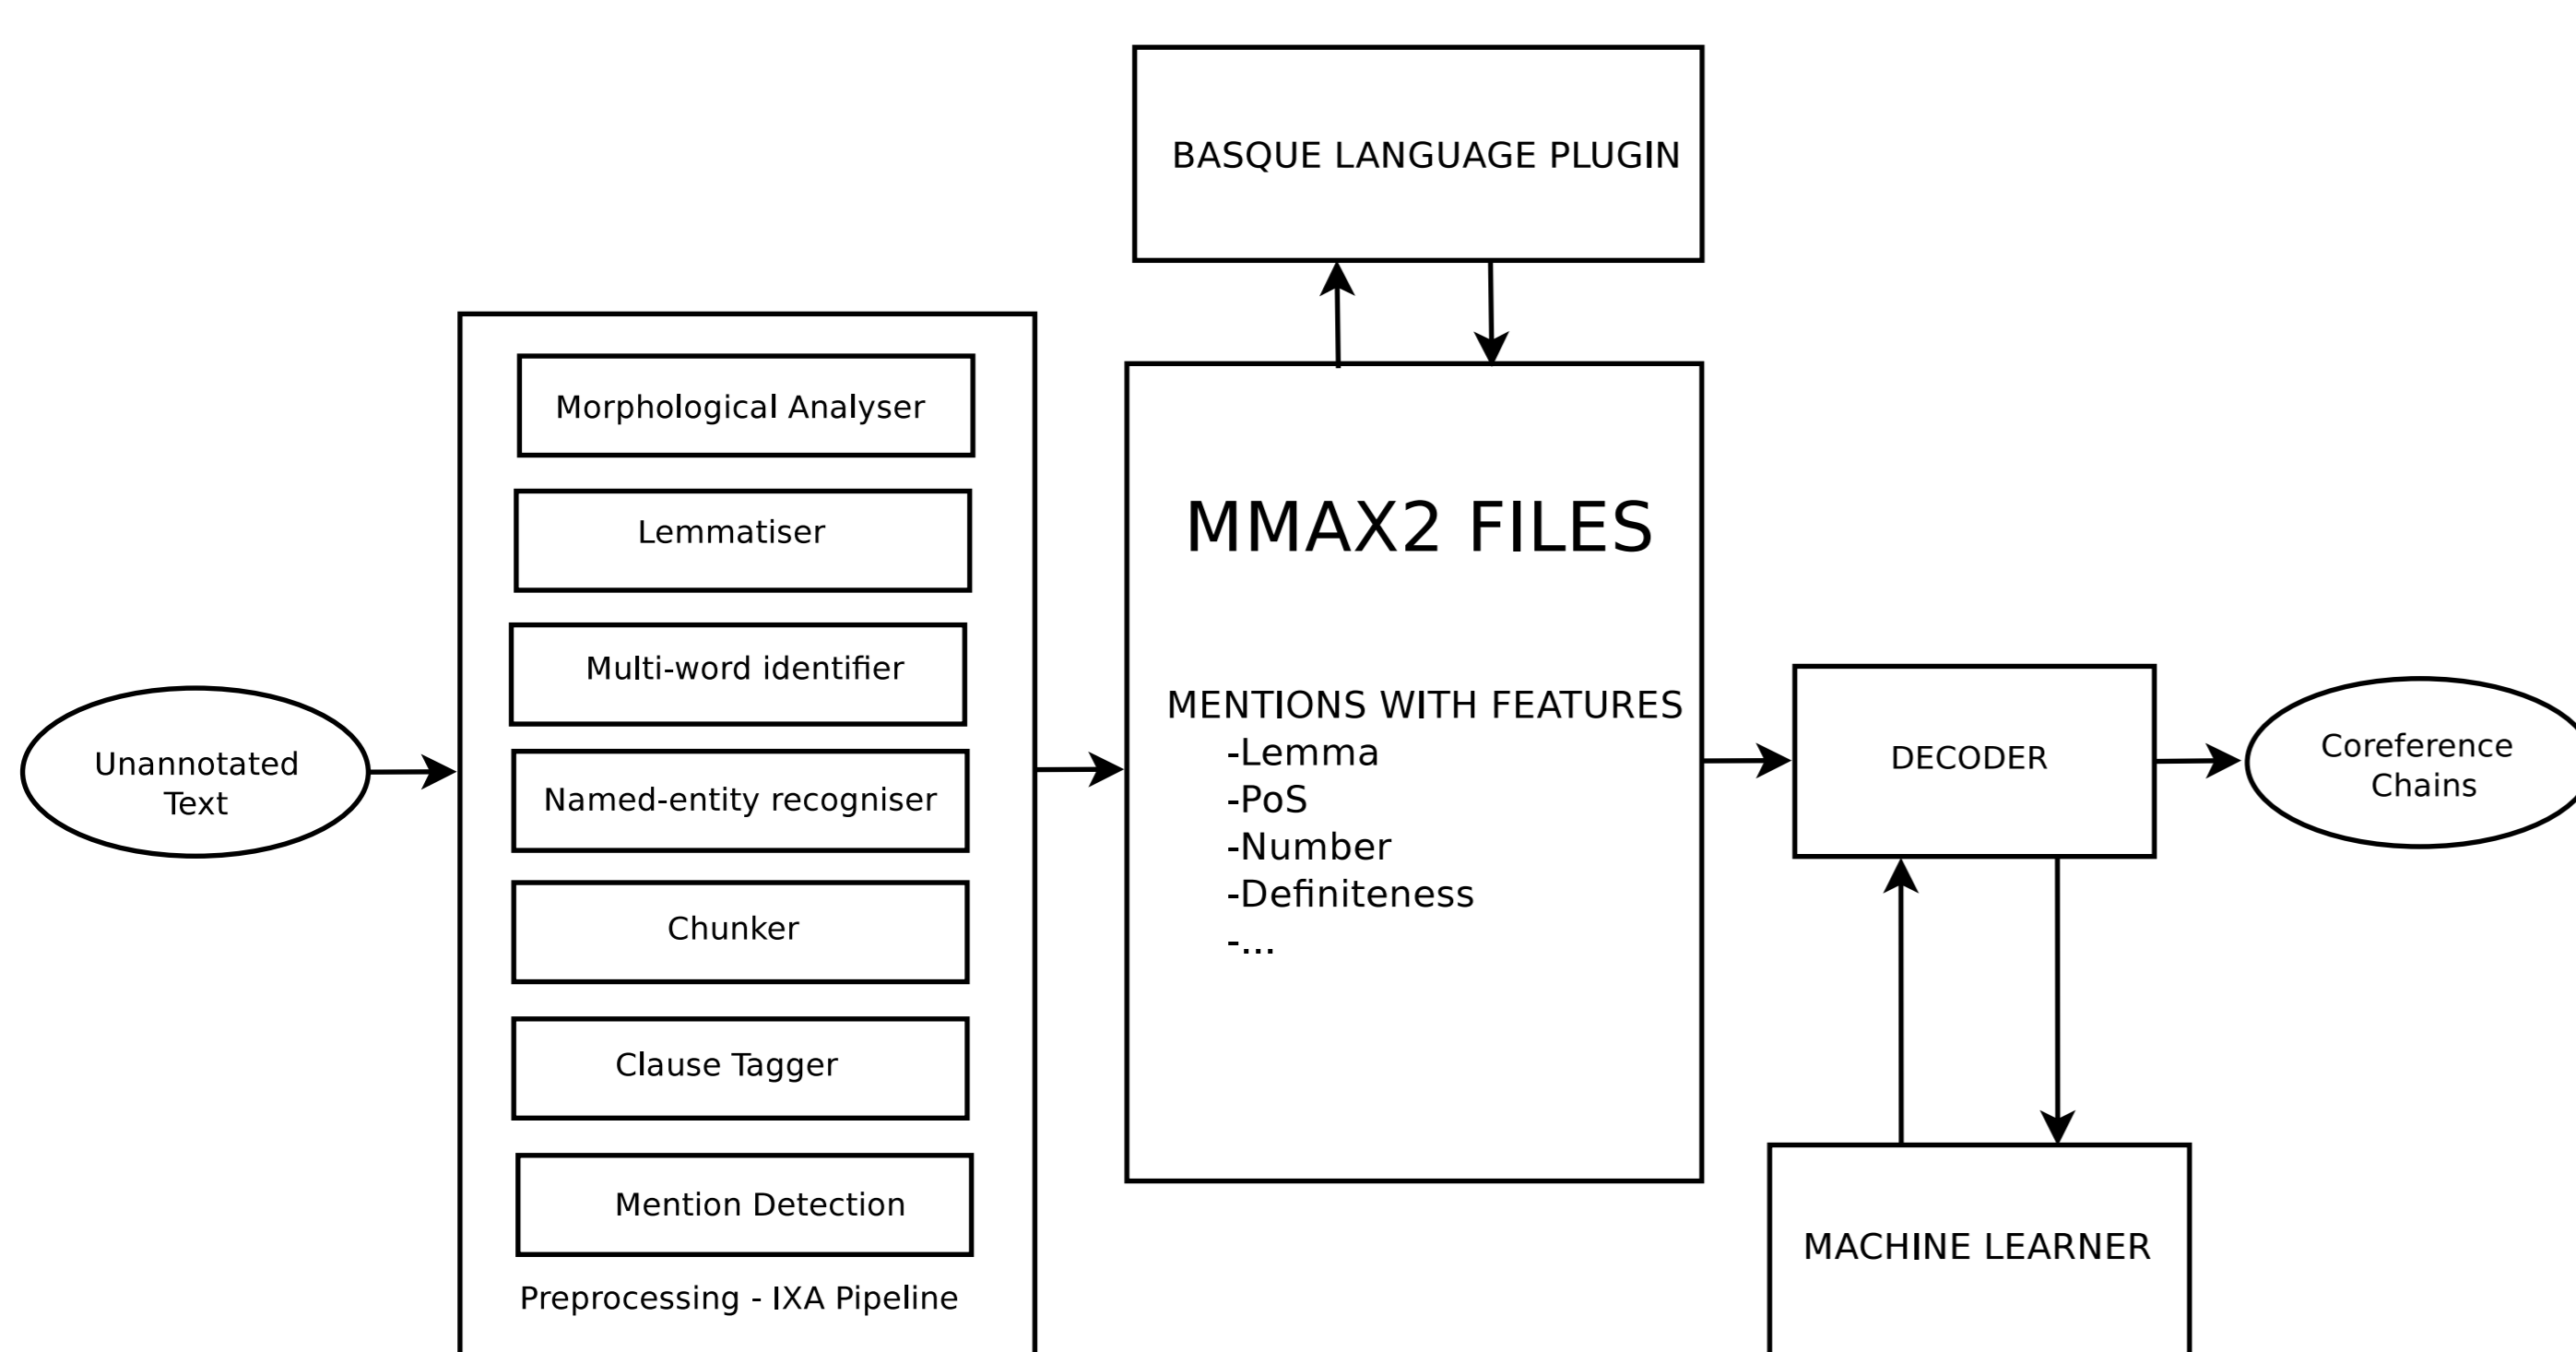 BASQUE LANGUAGE PLUGIN
Unannotated
Text
Morphological Analyser
Lemmatiser
Multi-word identifier
Named-entity recogniser
Chunker
Clause Tagger
Mention Detection
Preprocessing - IXA Pipeline
MMAX2 FILES
MENTIONS WITH FEATURES
-Lemma
-PoS
-Number
-Definiteness
-...
DECODER
MACHINE LEARNER
Coreference
Chains